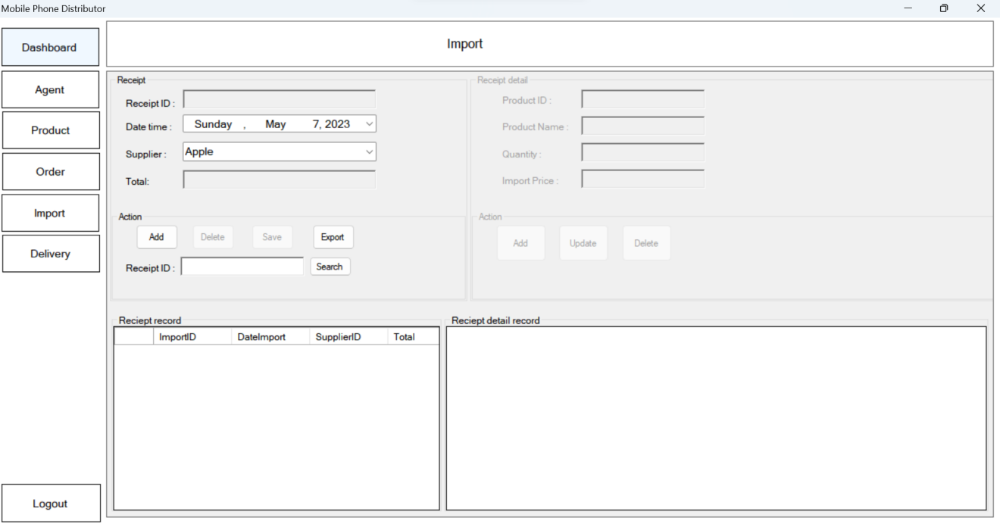 Mobile Phone Distributor
Dashboard
Agent
Product
Order
Import
Delivery
Logout
Import
Receipt
Receipt ID :
Date time : Sunday , May 7, 2023
Supplier : Apple
Total:
Action
Add Delete Save Export
Receipt ID : Search
Receipt detail
Product ID :
Product Name :
Quantity :
Import Price :
Action
Add Update Delete
Reciept record
ImportID DateImport SupplierID Total
Reciept detail record